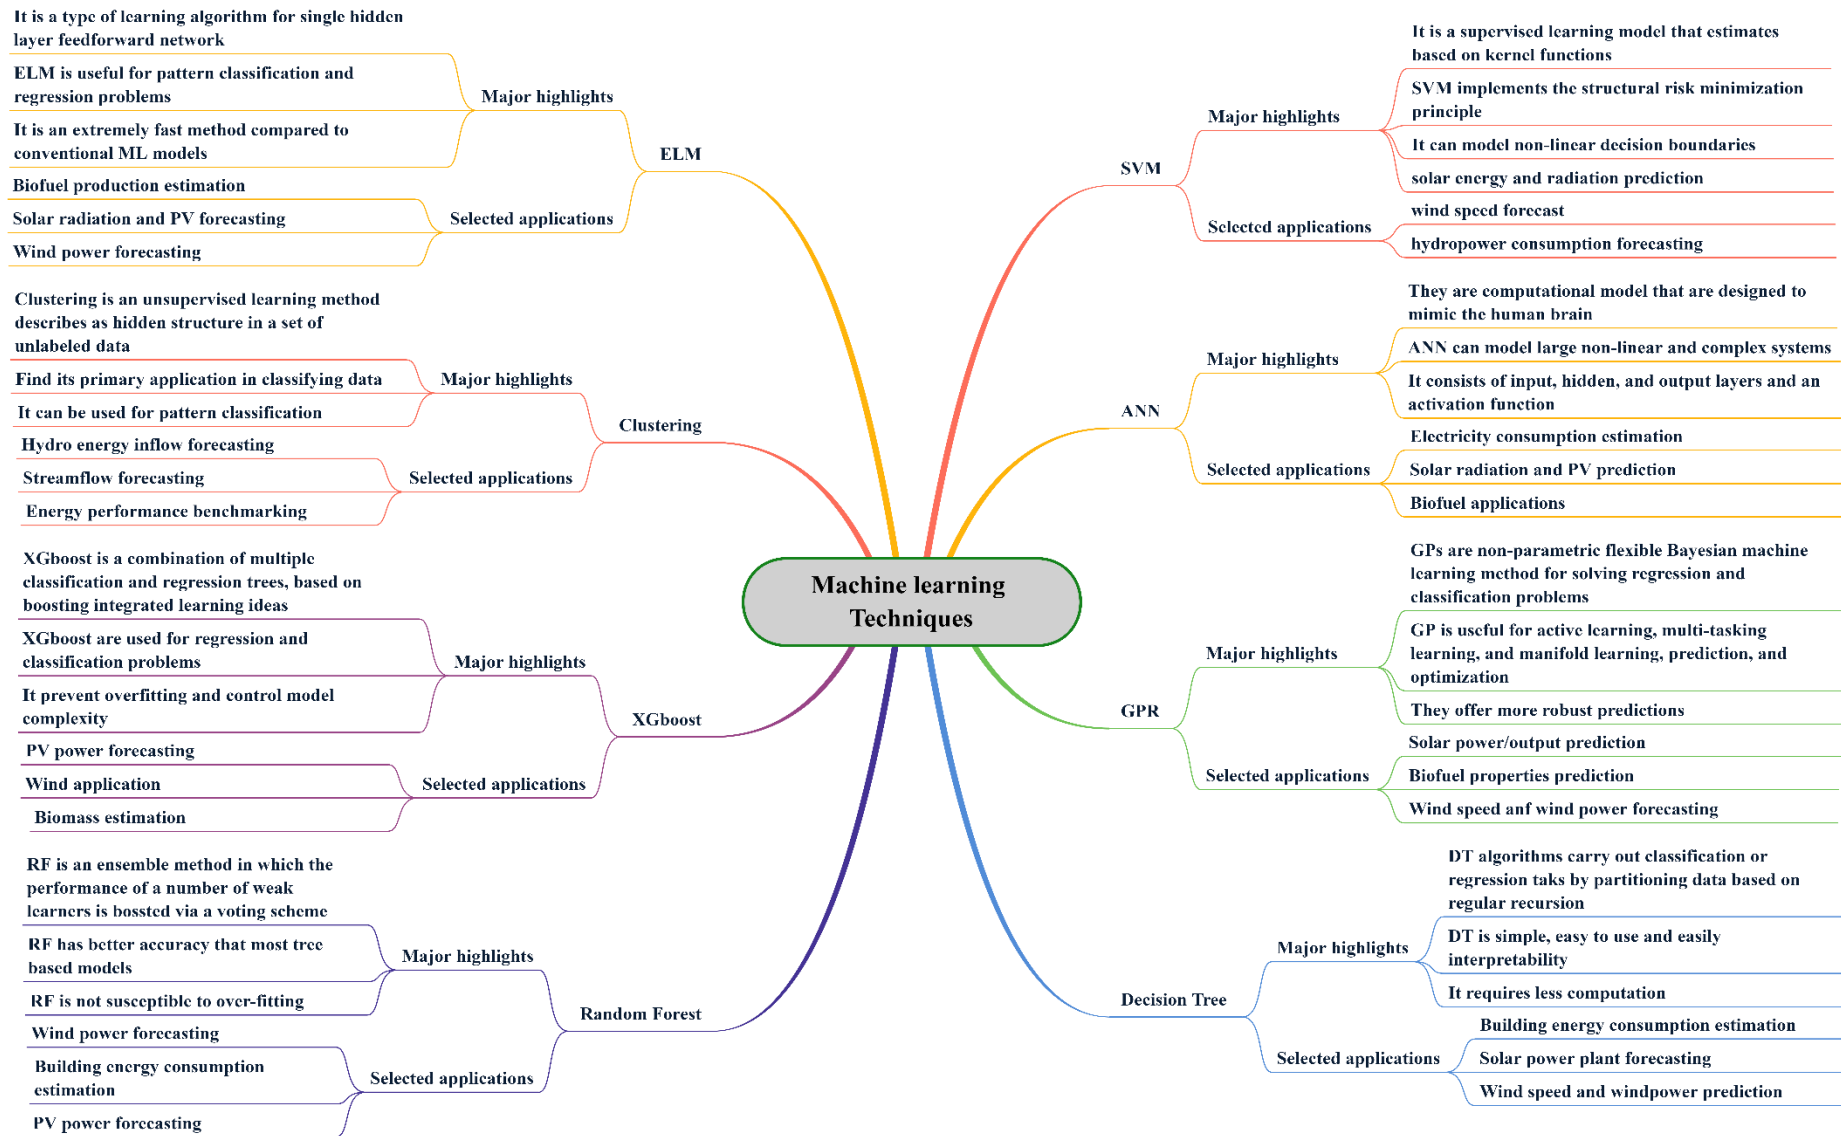 It is a type of learning algorithm for single hidden
layer feedforward network
ELM is useful for pattern classification and
regression problems
It is an extremely fast method compared to
conventional ML models
Major highlights
ELM
Biofuel production estimation
Solar radiation and PV forecasting
Wind power forecasting
Selected applications
Clustering is an unsupervised learning method
describes as hidden structure in a set of
unlabeled data
Find its primary application in classifying data
It can be used for pattern classification
Major highlights
Clustering
Hydro energy inflow forecasting
Streamflow forecasting
Energy performance benchmarking
Selected applications
XGboost is a combination of multiple
classification and regression trees, based on
boosting integrated learning ideas
XGboost are used for regression and
classification problems
It prevent overfitting and control model
complexity
Major highlights
XGboost
PV power forecasting
Wind application
Biomass estimation
Selected applications
RF is an ensemble method in which the
performance of a number of weak
learners is bossted via a voting scheme
RF has better accuracy that most tree
based models
RF is not susceptible to over-fitting
Major highlights
Random Forest
Wind power forecasting
Building energy consumption
estimation
PV power forecasting
Selected applications
Machine learning
Techniques
SVM
Major highlights
It is a supervised learning model that estimates
based on kernel functions
SVM implements the structural risk minimization
principle
It can model non-linear decision boundaries
solar energy and radiation prediction
Selected applications
wind speed forecast
hydropower consumption forecasting
ANN
Major highlights
They are computational model that are designed to
mimic the human brain
ANN can model large non-linear and complex systems
It consists of input, hidden, and output layers and an
activation function
Selected applications
Electricity consumption estimation
Solar radiation and PV prediction
Biofuel applications
GPR
Major highlights
GPs are non-parametric flexible Bayesian machine
learning method for solving regression and
classification problems
GP is useful for active learning, multi-tasking
learning, and manifold learning, prediction, and
optimization
They offer more robust predictions
Selected applications
Solar power/output prediction
Biofuel properties prediction
Wind speed anf wind power forecasting
Decision Tree
Major highlights
DT algorithms carry out classification or
regression taks by partitioning data based on
regular recursion
DT is simple, easy to use and easily
interpretability
It requires less computation
Selected applications
Building energy consumption estimation
Solar power plant forecasting
Wind speed and windpower prediction